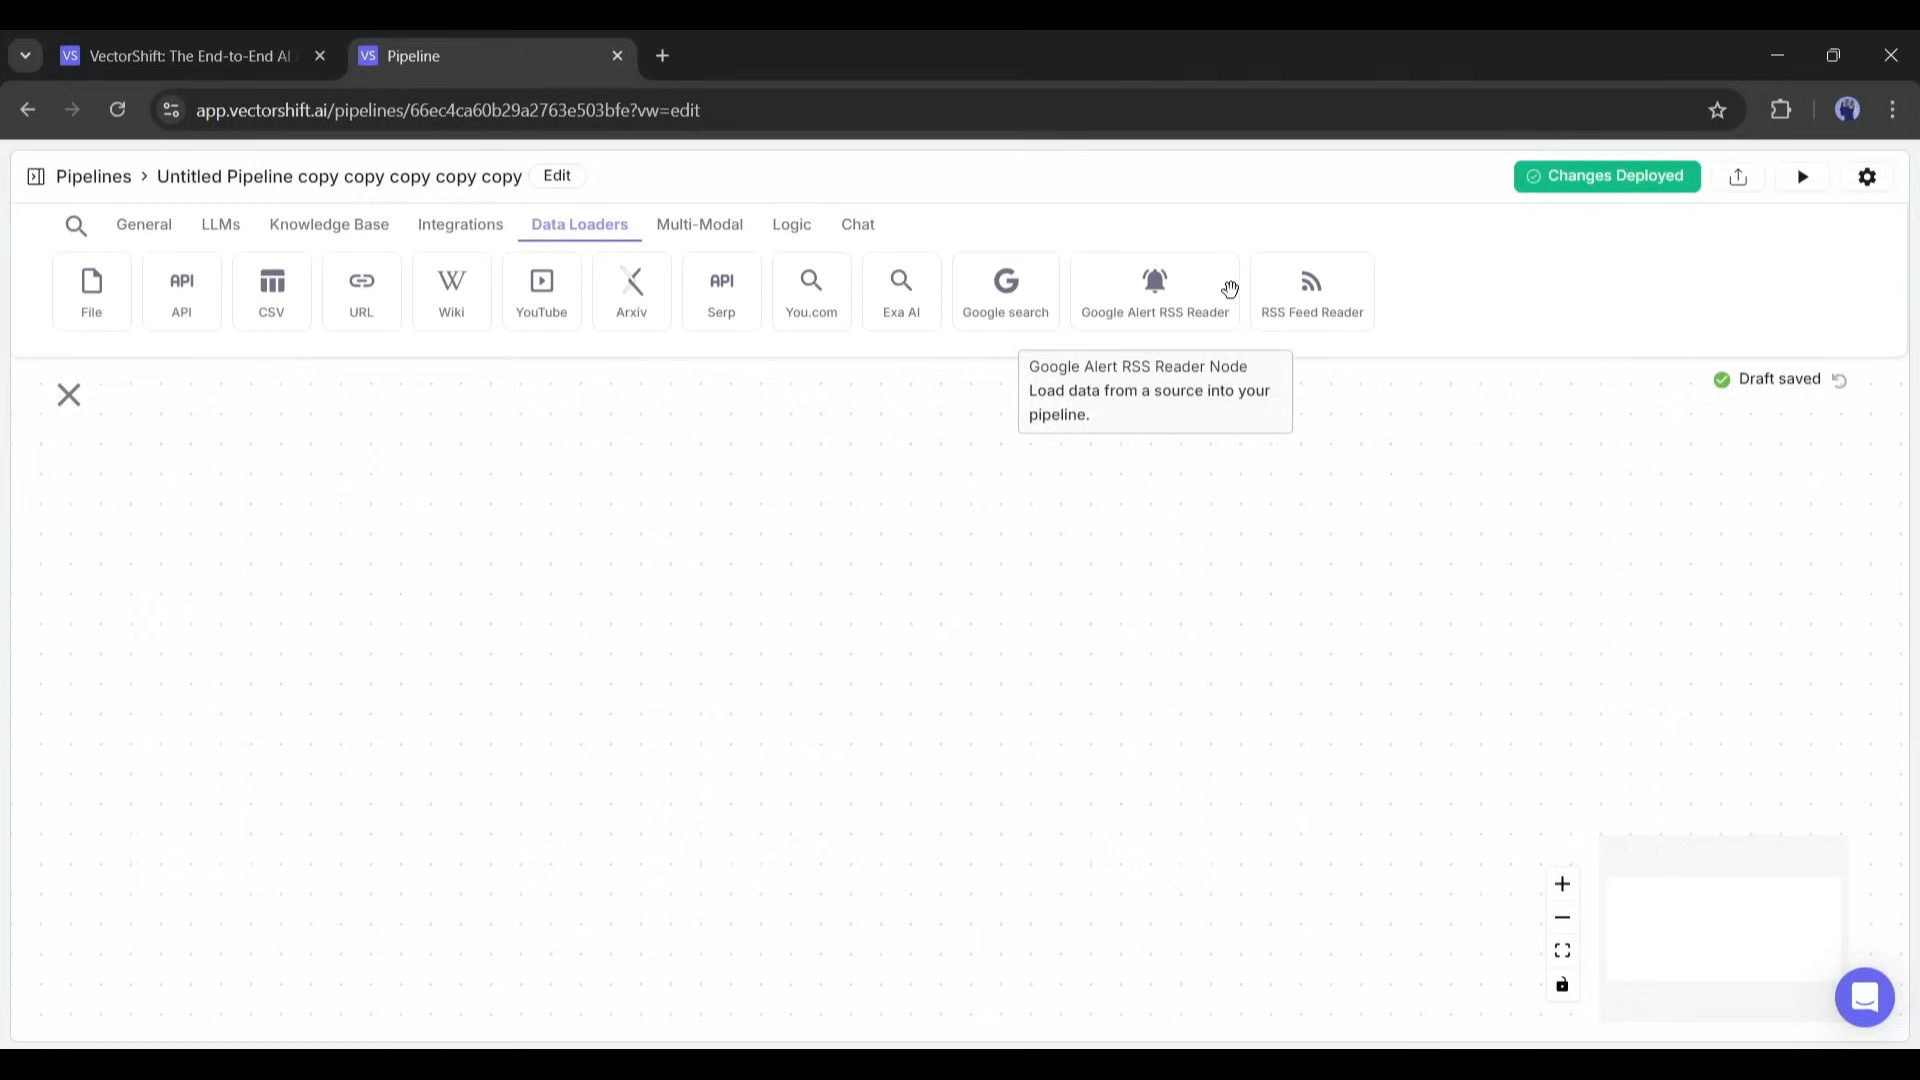 VS VectorShift: The End-to-End AI
VS Pipeline
app.vectorshift.ai/pipelines/66ec4ca60b29a2763e503bfe?vw=edit
Pipelines > Untitled Pipeline copy copy copy copy copy Edit
Changes Deployed
General LLMs Knowledge Base Integrations Data Loaders Multi-Modal Logic Chat
API API
File API CSV URL Wiki YouTube Arxiv Serp You.com Exa AI Google search Google Alert RSS Reader RSS Feed Reader
Google Alert RSS Reader Node
Load data from a source into your
pipeline.
Draft saved